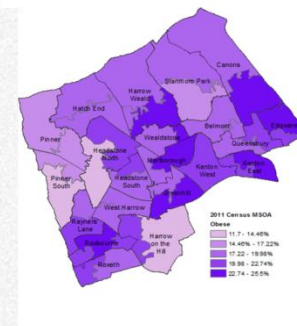 Canons
Stanmore Park
Harrow
Weald
Hatch End
Edgware
Wealdstone
Belmont
Pinner
Queensbury
Headstone
North
Marlborough
Kenton
West
Kenton
East
Pinner
South
Headstone
South
Greenhill
West Harrow
Rayners
Lane
Harrow
on the
Hill
Roxbourne
Roxeth
2011 Census MSOA
Obese
11.7 - 14.46%
14.46% - 17.22%
17.22 - 19.98%
19.98 - 22.74%
22.74 - 25.5%